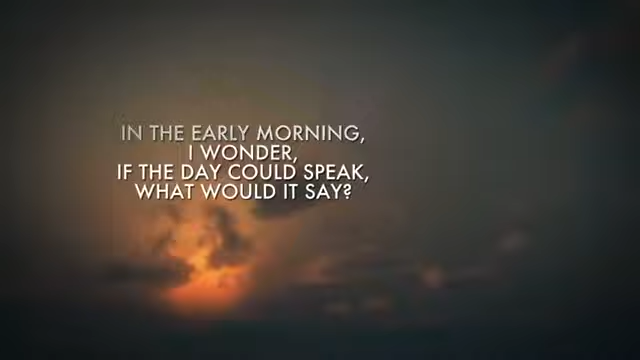 IN THE EARLY MORNING,
I WONDER,
IF THE DAY COULD SPEAK,
WHAT WOULD IT SAY?